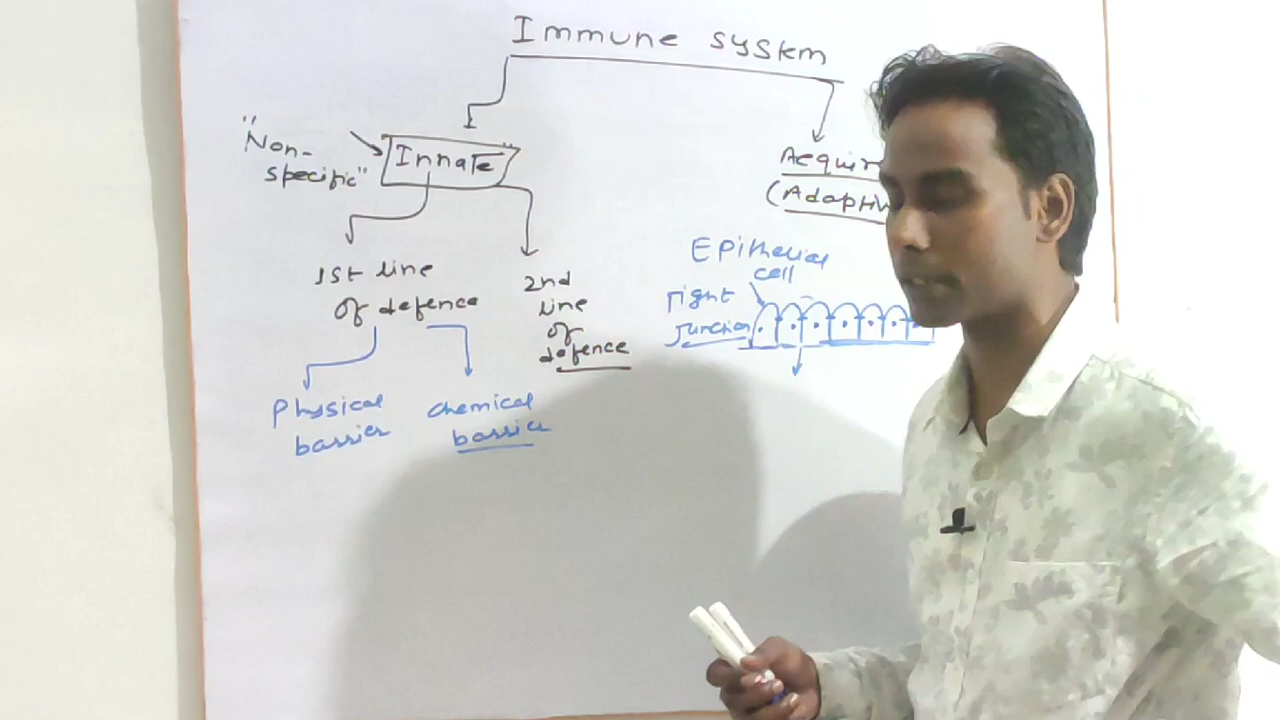 Immune system
"Non-
specific"
Innate
1st line
of defence
2nd
line
of
defence
Physical
barrier
chemical
barrier
Acquir
(Adaptiv
Epithelial
cell
Tight
Junction